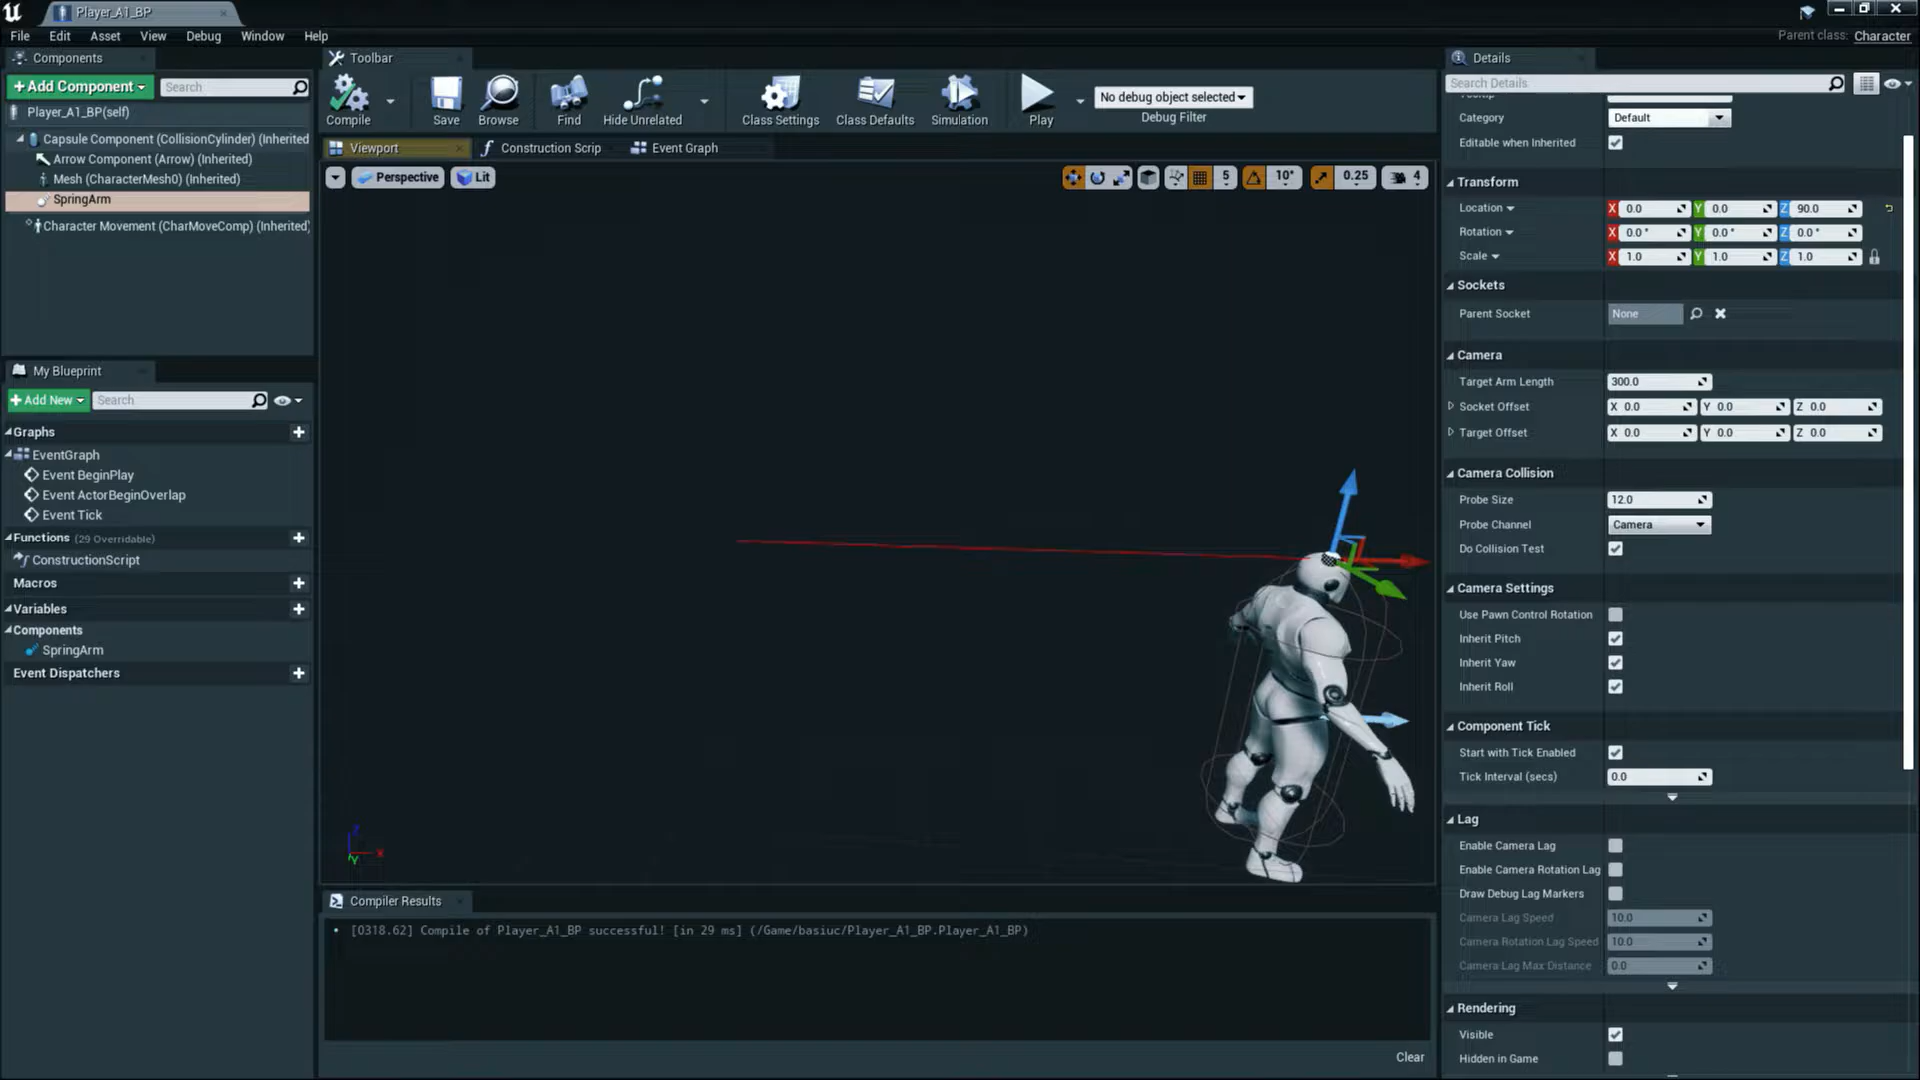 Player_A1_BP
File Edit Asset View Debug Window Help
Parent class: Character
Components
+Add Component
Search
Player_A1_BP(self)
Capsule Component (CollisionCylinder) (Inherited
Arrow Component (Arrow) (Inherited)
Mesh (CharacterMesh0) (Inherited)
SpringArm
Character Movement (CharMoveComp) (Inherited)
My Blueprint
+Add New
Search
Graphs
EventGraph
Event BeginPlay
Event ActorBeginOverlap
Event Tick
Functions (29 Overridable)
ConstructionScript
Macros
Variables
Components
SpringArm
Event Dispatchers
Toolbar
Compile
Save
Browse
Find
Hide Unrelated
Class Settings
Class Defaults
Simulation
Play
No debug object selected
Debug Filter
Viewport
Construction Scrip
Event Graph
Perspective
Lit
5
10°
0.25
4
Z
X
Y
Compiler Results
[0318.62] Compile of Player_A1_BP successful! [in 29 ms] (/Game/basiuc/Player_A1_BP.Player_A1_BP)
Clear
Details
Search Details
Category Default
Editable when Inherited
Transform
Location X 0.0 Y 0.0 Z 90.0
Rotation X 0.0° Y 0.0° Z 0.0°
Scale X 1.0 Y 1.0 Z 1.0
Sockets
Parent Socket None
Camera
Target Arm Length 300.0
Socket Offset X 0.0 Y 0.0 Z 0.0
Target Offset X 0.0 Y 0.0 Z 0.0
Camera Collision
Probe Size 12.0
Probe Channel Camera
Do Collision Test
Camera Settings
Use Pawn Control Rotation
Inherit Pitch
Inherit Yaw
Inherit Roll
Component Tick
Start with Tick Enabled
Tick Interval (secs) 0.0
Lag
Enable Camera Lag
Enable Camera Rotation Lag
Draw Debug Lag Markers
Camera Lag Speed 10.0
Camera Rotation Lag Speed 10.0
Camera Lag Max Distance 0.0
Rendering
Visible
Hidden in Game